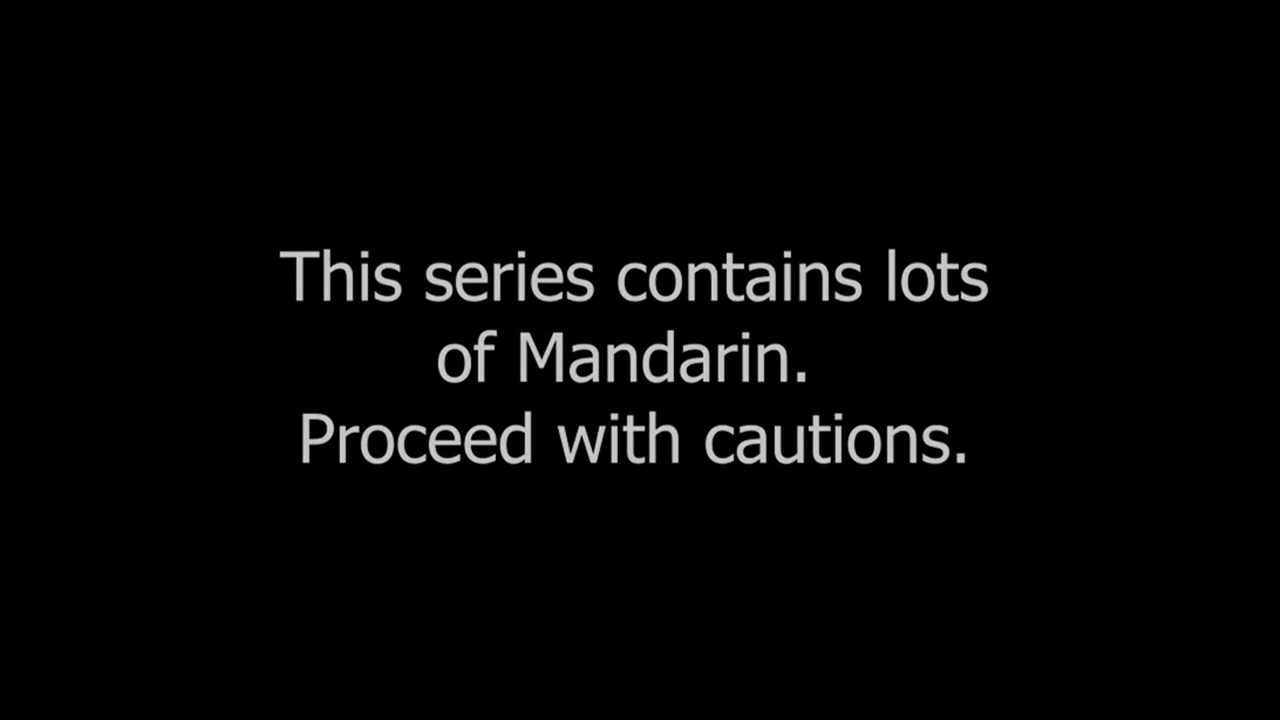 This series contains lots
of Mandarin.
Proceed with cautions.